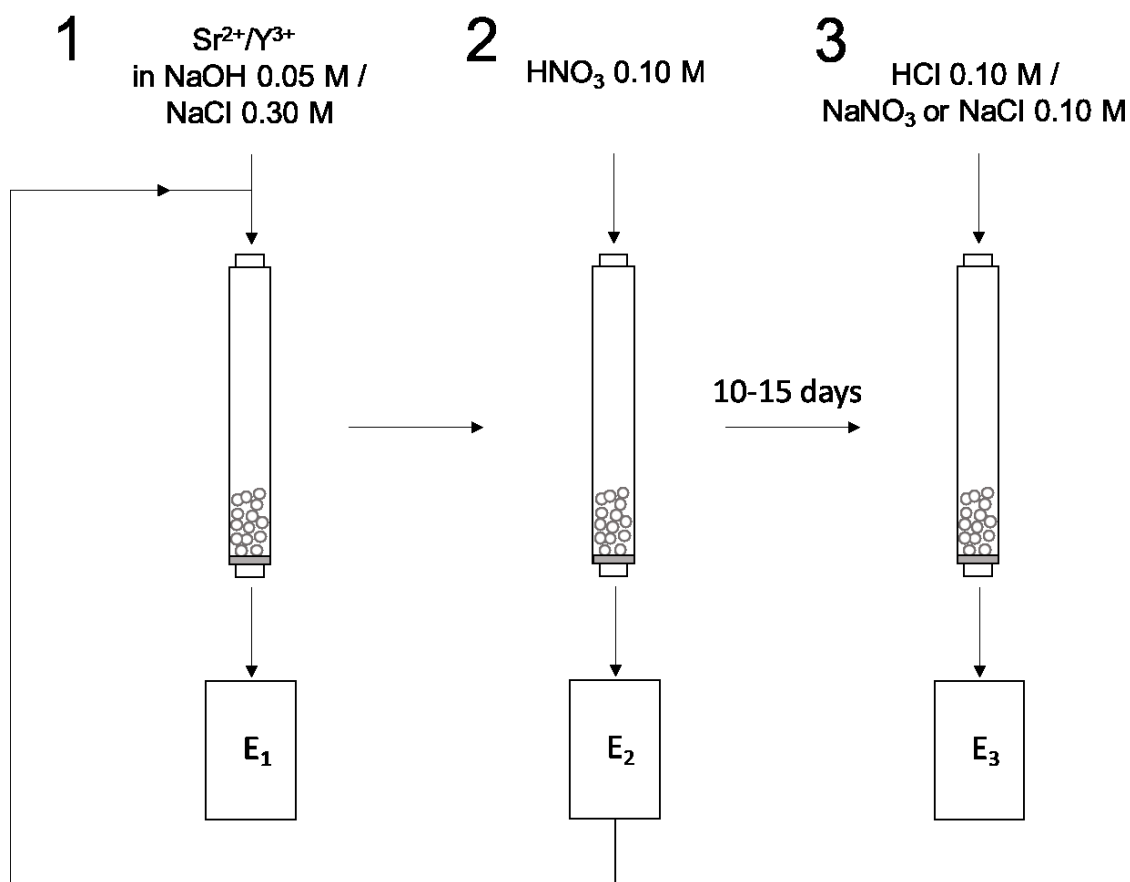 1
Sr²⁺/Y³⁺
in NaOH 0.05 M /
NaCl 0.30 M
2
HNO₃ 0.10 M
3
HCl 0.10 M /
NaNO₃ or NaCl 0.10 M
10-15 days
E₁
E₂
E₃